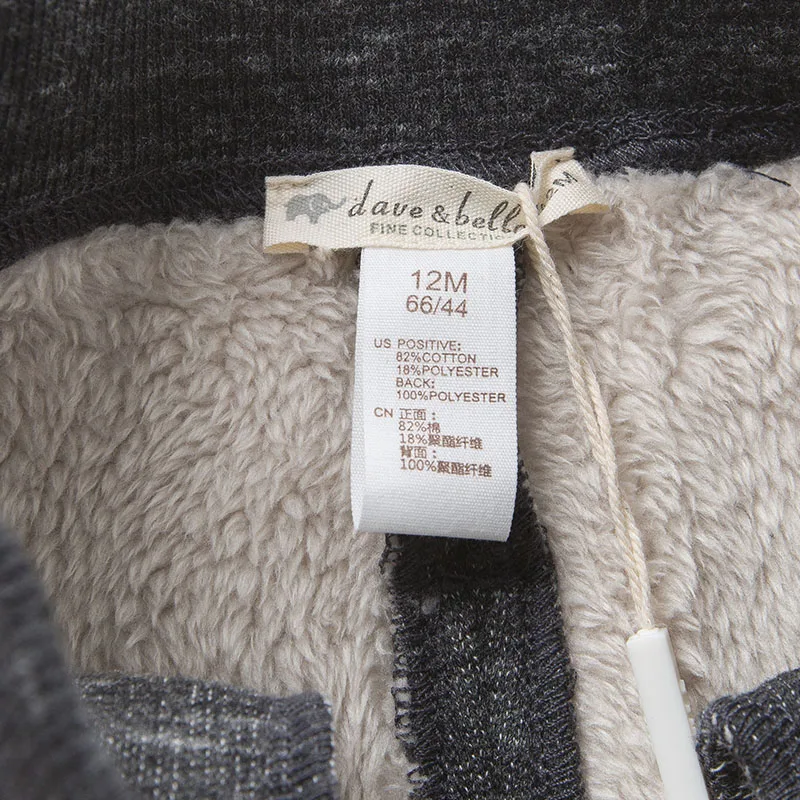 dave & bella
FINE COLLECTION
12M
66/44
US POSITIVE:
82%COTTON
18%POLYESTER
BACK:
100%POLYESTER
CN 正面:
82%棉
18%聚酯纤维
背面:
100%聚酯纤维